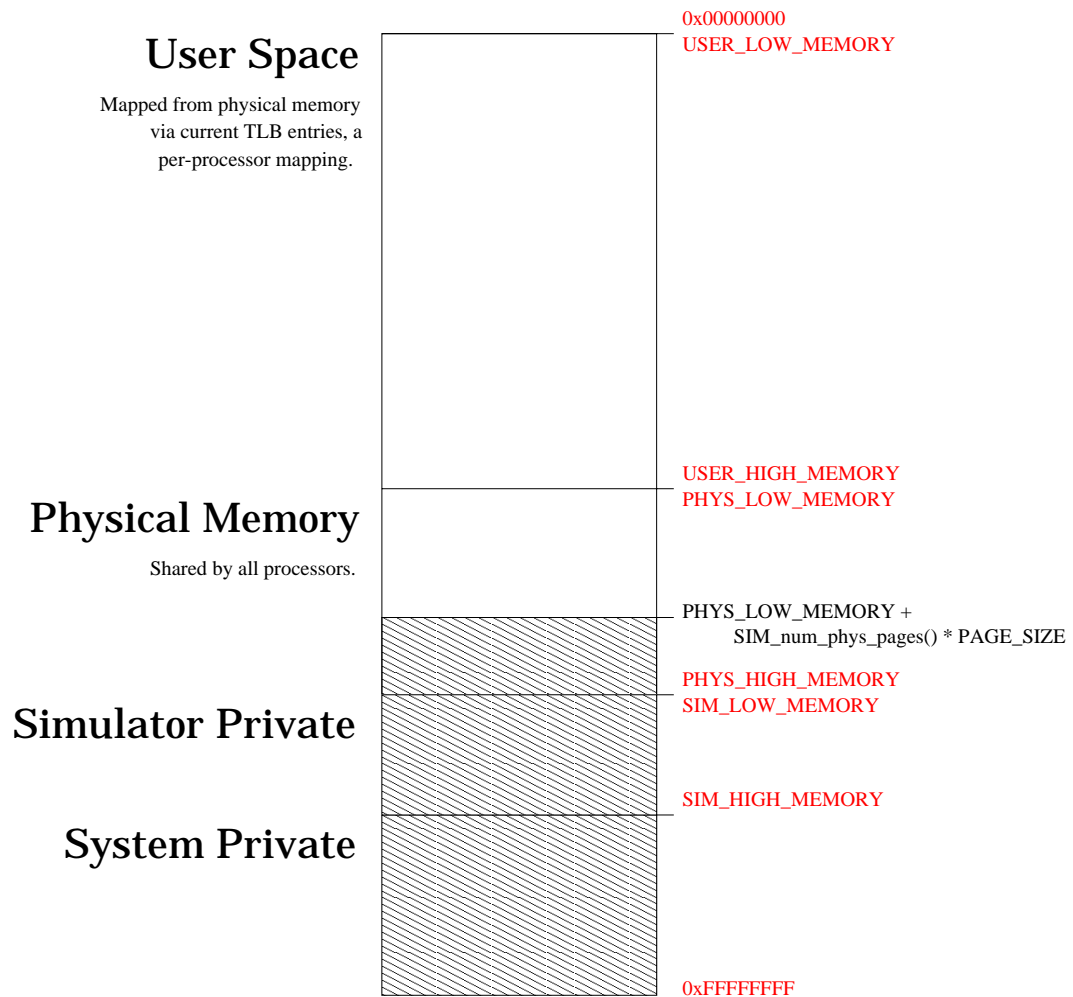 0x00000000
User Space
USER_LOW_MEMORY
Mapped from physical memory
via current TLB entries, a
per-processor mapping.
USER_HIGH_MEMORY
PHYS_LOW_MEMORY
Physical Memory
Shared by all processors.
PHYS_LOW_MEMORY +
SIM_num_phys_pages() * PAGE_SIZE
PHYS_HIGH_MEMORY
SIM_LOW_MEMORY
Simulator Private
SIM_HIGH_MEMORY
System Private
0xFFFFFFFF